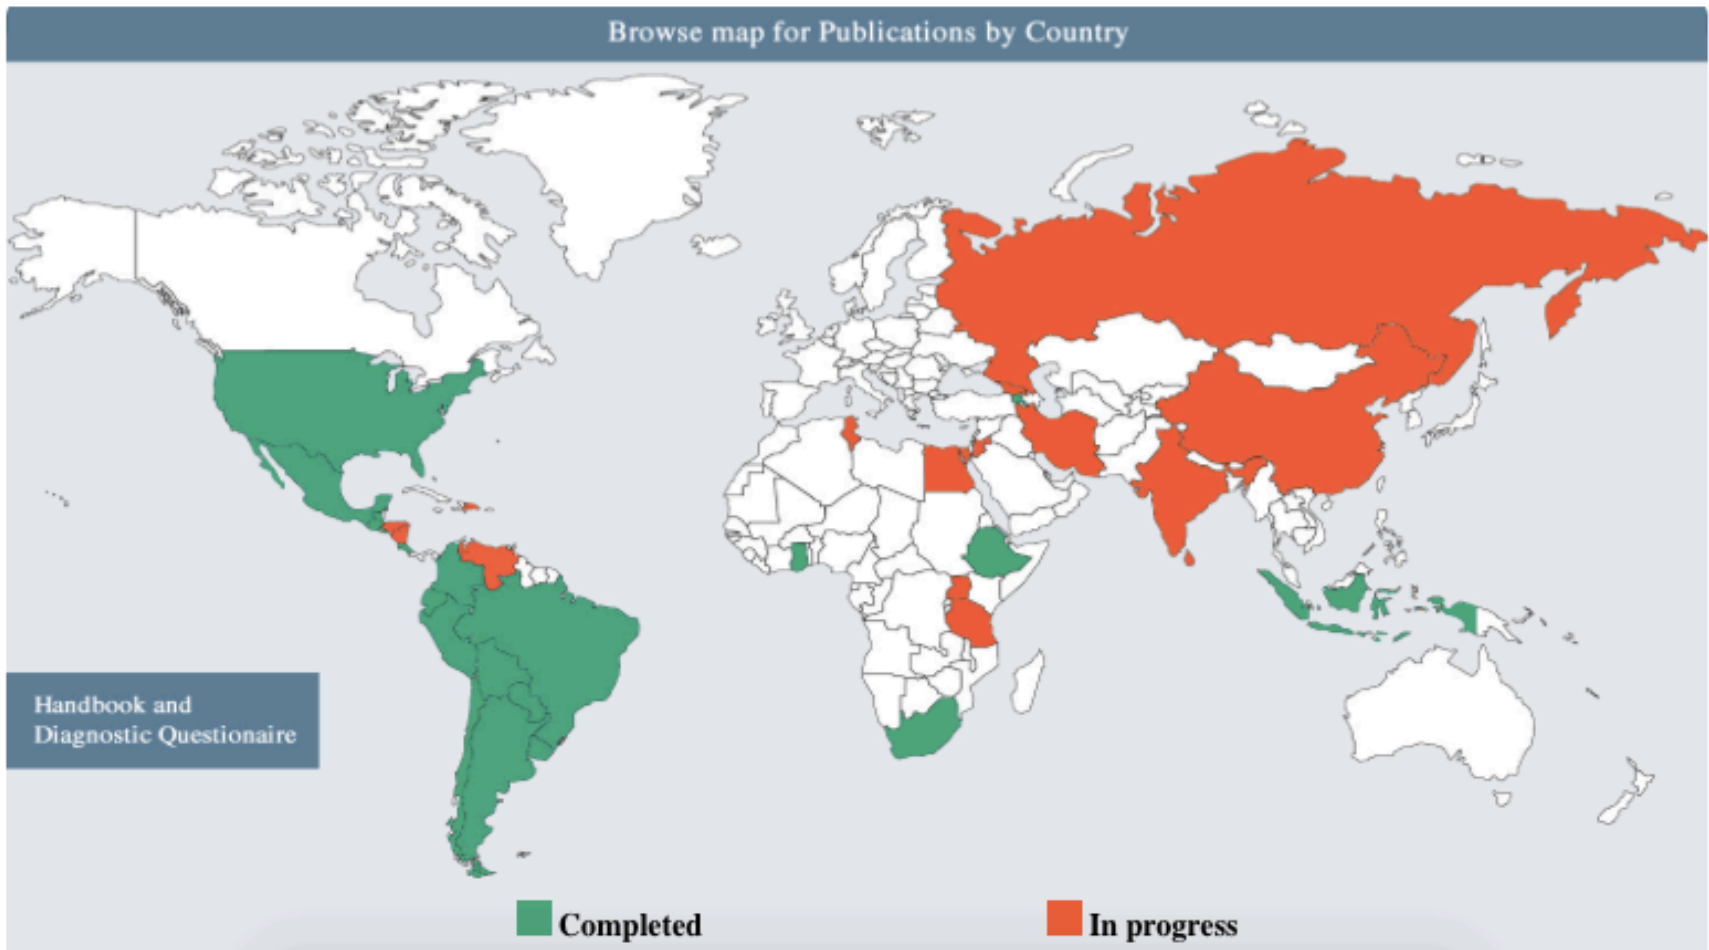 Browse map for Publications by Country
Handbook and
Diagnostic Questionaire
Completed
In progress